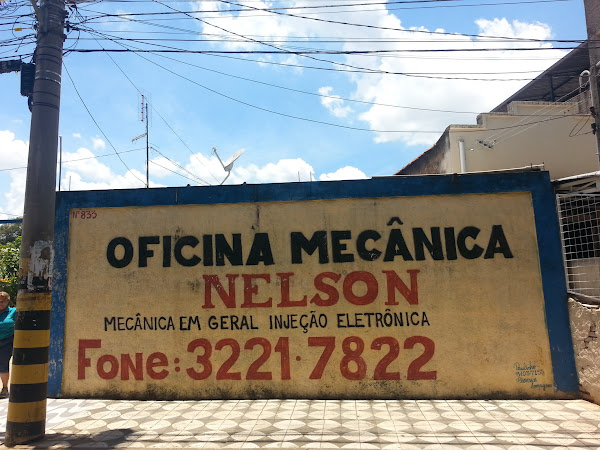 Nº 835
OFICINA MECÂNICA
NELSON
MECÂNICA EM GERAL INJEÇÃO ELETRÔNICA
Fone: 3221-7822